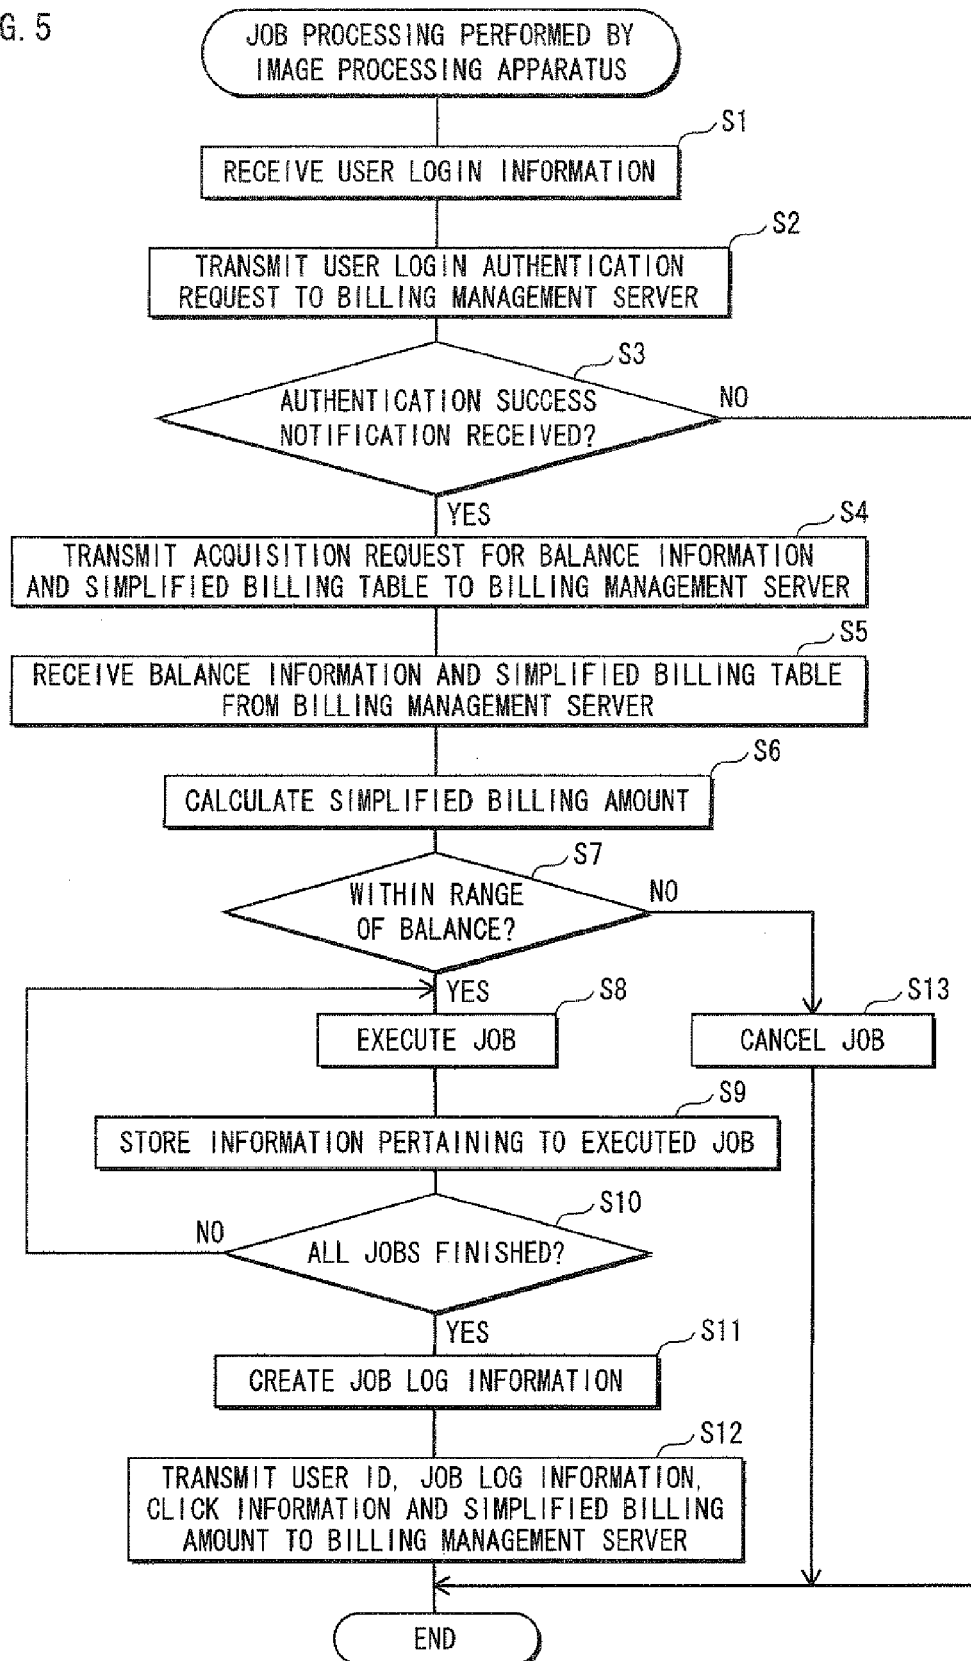 G. 5
JOB PROCESSING PERFORMED BY
IMAGE PROCESSING APPARATUS
S1
RECEIVE USER LOGIN INFORMATION
S2
TRANSMIT USER LOGIN AUTHENTICATION
REQUEST TO BILLING MANAGEMENT SERVER
S3
AUTHENTICATION SUCCESS
NOTIFICATION RECEIVED?
NO
YES
S4
TRANSMIT ACQUISITION REQUEST FOR BALANCE INFORMATION
AND SIMPLIFIED BILLING TABLE TO BILLING MANAGEMENT SERVER
S5
RECEIVE BALANCE INFORMATION AND SIMPLIFIED BILLING TABLE
FROM BILLING MANAGEMENT SERVER
S6
CALCULATE SIMPLIFIED BILLING AMOUNT
S7
WITHIN RANGE
OF BALANCE?
NO
YES
S8
EXECUTE JOB
S13
CANCEL JOB
S9
STORE INFORMATION PERTAINING TO EXECUTED JOB
S10
NO
ALL JOBS FINISHED?
YES
S11
CREATE JOB LOG INFORMATION
S12
TRANSMIT USER ID, JOB LOG INFORMATION,
CLICK INFORMATION AND SIMPLIFIED BILLING
AMOUNT TO BILLING MANAGEMENT SERVER
END